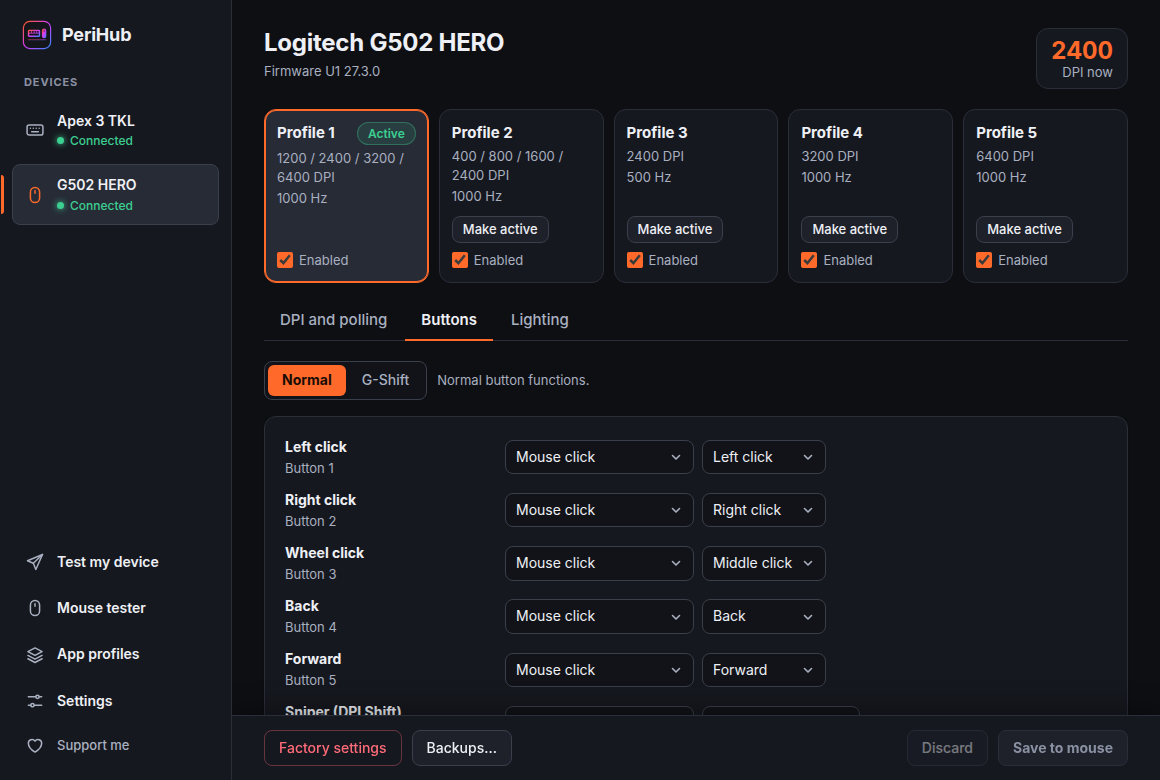 PeriHub
DEVICES
Apex 3 TKL
Connected
G502 HERO
Connected
Test my device
Mouse tester
App profiles
Settings
Support me
Logitech G502 HERO
Firmware U1 27.3.0
2400
DPI now
Profile 1
Active
1200 / 2400 / 3200 /
6400 DPI
1000 Hz
Enabled
Profile 2
400 / 800 / 1600 /
2400 DPI
1000 Hz
Make active
Enabled
Profile 3
2400 DPI
500 Hz
Make active
Enabled
Profile 4
3200 DPI
1000 Hz
Make active
Enabled
Profile 5
6400 DPI
1000 Hz
Make active
Enabled
DPI and polling Buttons Lighting
Normal G-Shift Normal button functions.
Left click
Button 1
Mouse click Left click
Right click
Button 2
Mouse click Right click
Wheel click
Button 3
Mouse click Middle click
Back
Button 4
Mouse click Back
Forward
Button 5
Mouse click Forward
Sniper (DPI Shift)
Factory settings Backups... Discard Save to mouse